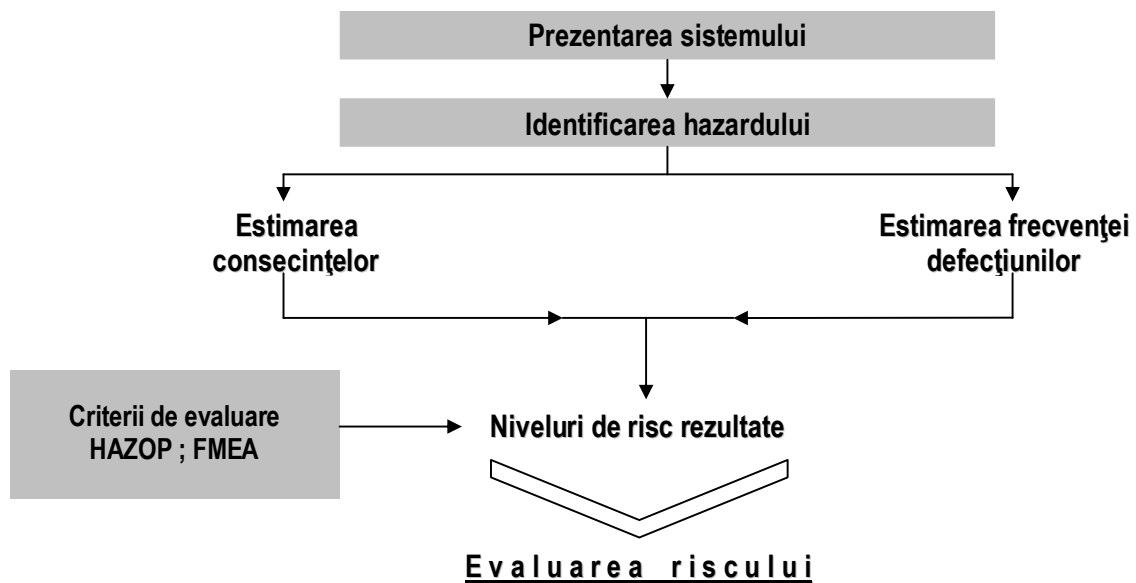 Prezentarea sistemului
Identificarea hazardului
Estimarea
consecinţelor
Estimarea frecvenţei
defecţiunilor
Criterii de evaluare
HAZOP ; FMEA
Niveluri de risc rezultate
Evaluarea riscului